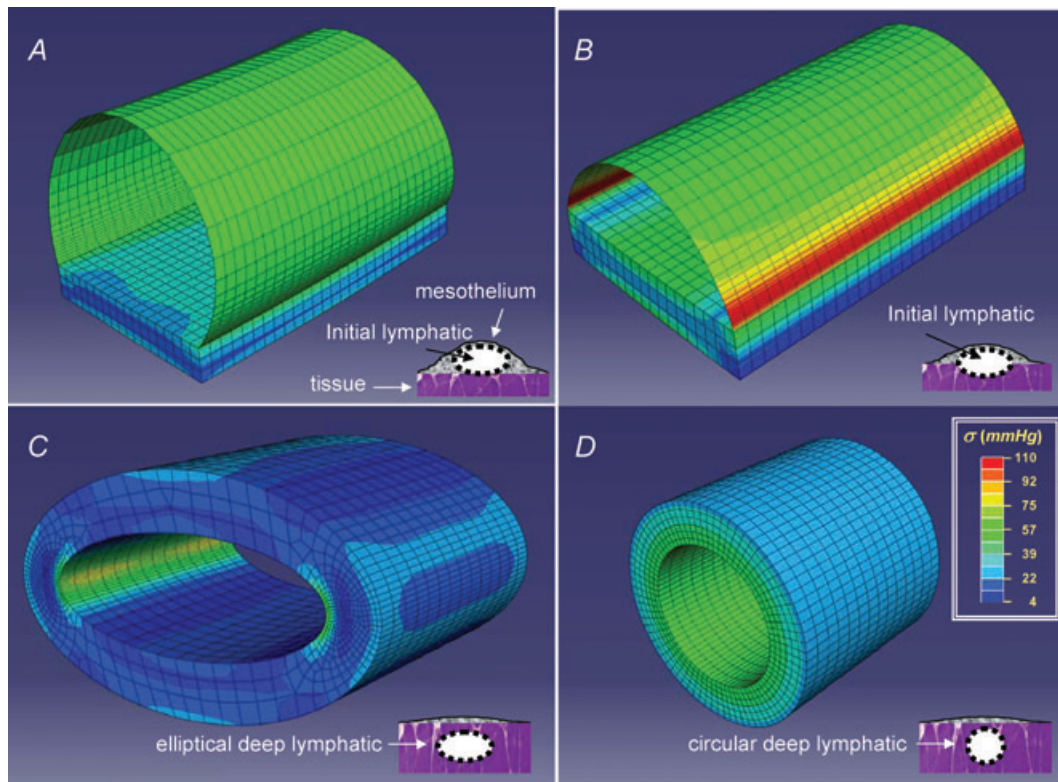 A
mesothelium
Initial lymphatic
tissue
B
Initial lymphatic
C
elliptical deep lymphatic
D
circular deep lymphatic
σ (mmHg)
110
92
75
57
39
22
4